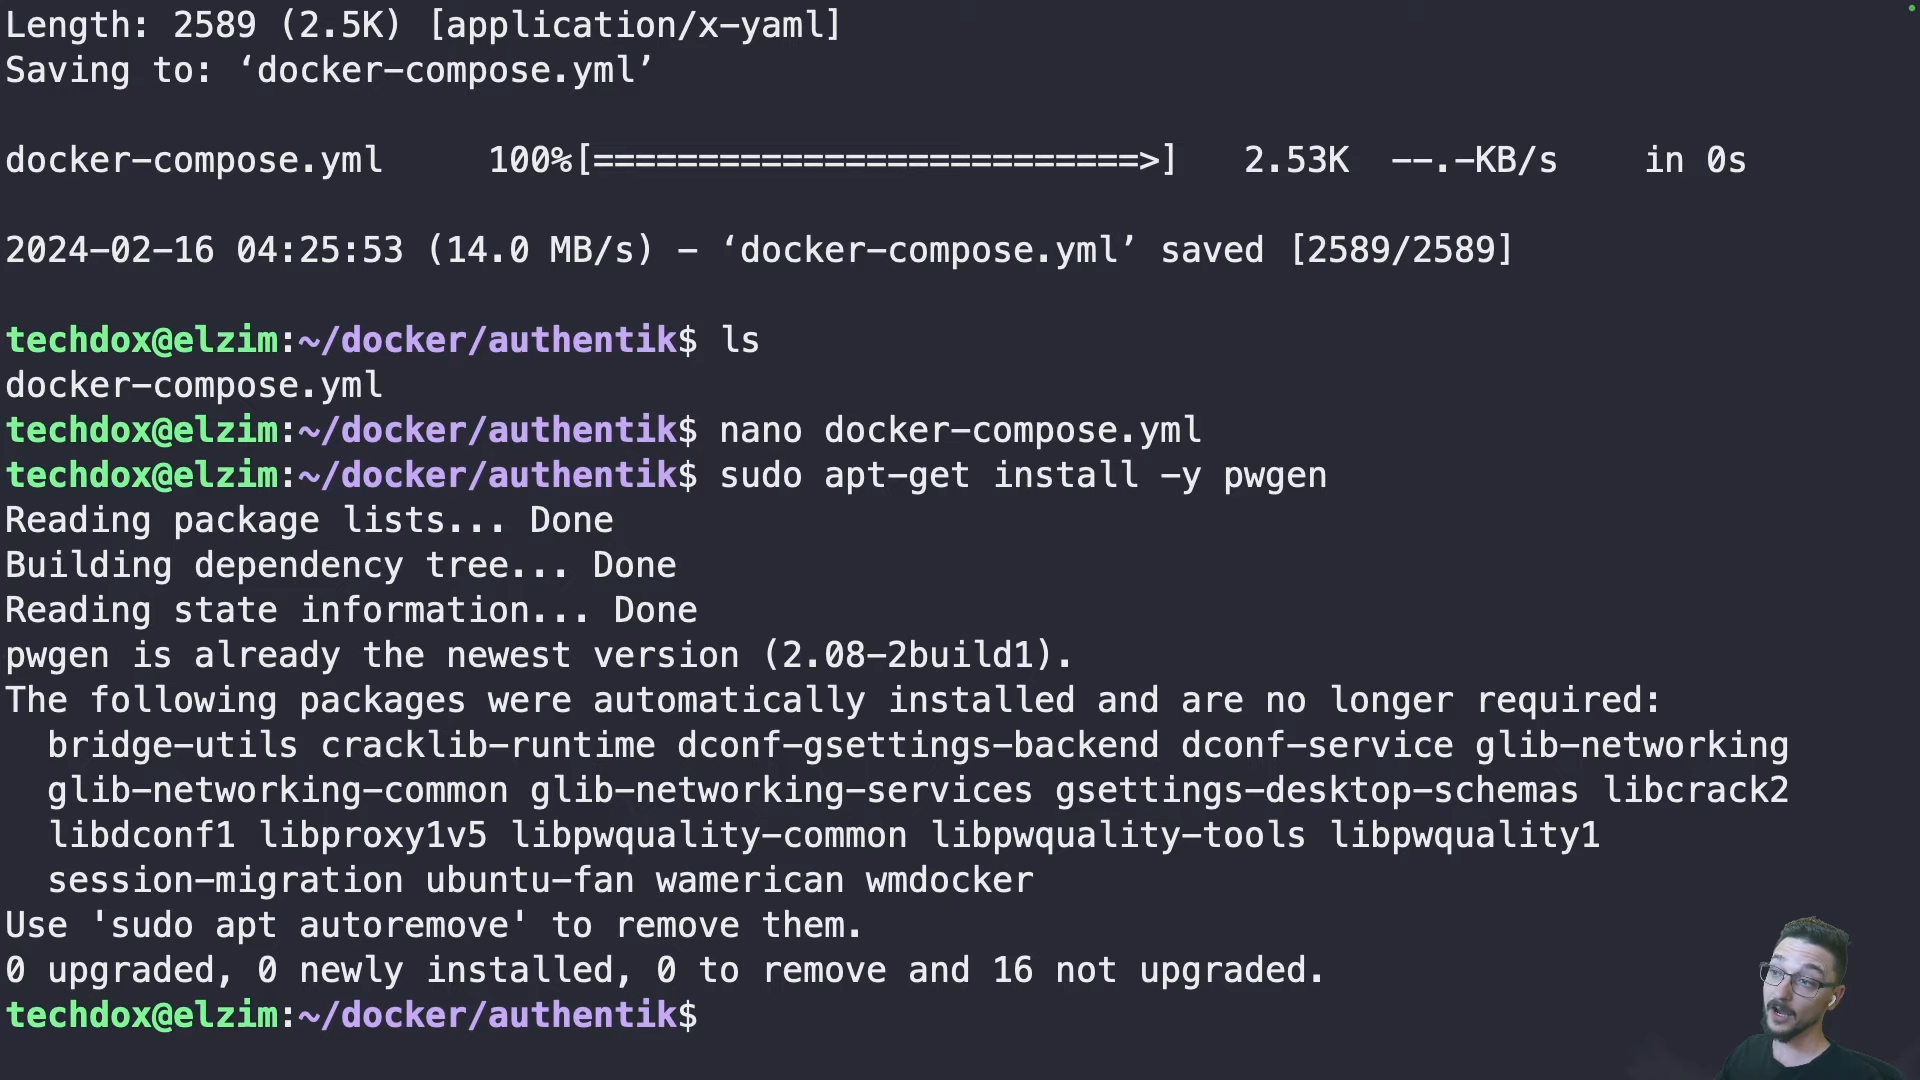 Length: 2589 (2.5K) [application/x-yaml]
Saving to: ‘docker-compose.yml’
docker-compose.yml     100%[==========================>]   2.53K  --.-KB/s    in 0s
2024-02-16 04:25:53 (14.0 MB/s) - ‘docker-compose.yml’ saved [2589/2589]
techdox@elzim:~/docker/authentik$ ls
docker-compose.yml
techdox@elzim:~/docker/authentik$ nano docker-compose.yml
techdox@elzim:~/docker/authentik$ sudo apt-get install -y pwgen
Reading package lists... Done
Building dependency tree... Done
Reading state information... Done
pwgen is already the newest version (2.08-2build1).
The following packages were automatically installed and are no longer required:
  bridge-utils cracklib-runtime dconf-gsettings-backend dconf-service glib-networking
  glib-networking-common glib-networking-services gsettings-desktop-schemas libcrack2
  libdconf1 libproxy1v5 libpwquality-common libpwquality-tools libpwquality1
  session-migration ubuntu-fan wamerican wmdocker
Use 'sudo apt autoremove' to remove them.
0 upgraded, 0 newly installed, 0 to remove and 16 not upgraded.
techdox@elzim:~/docker/authentik$